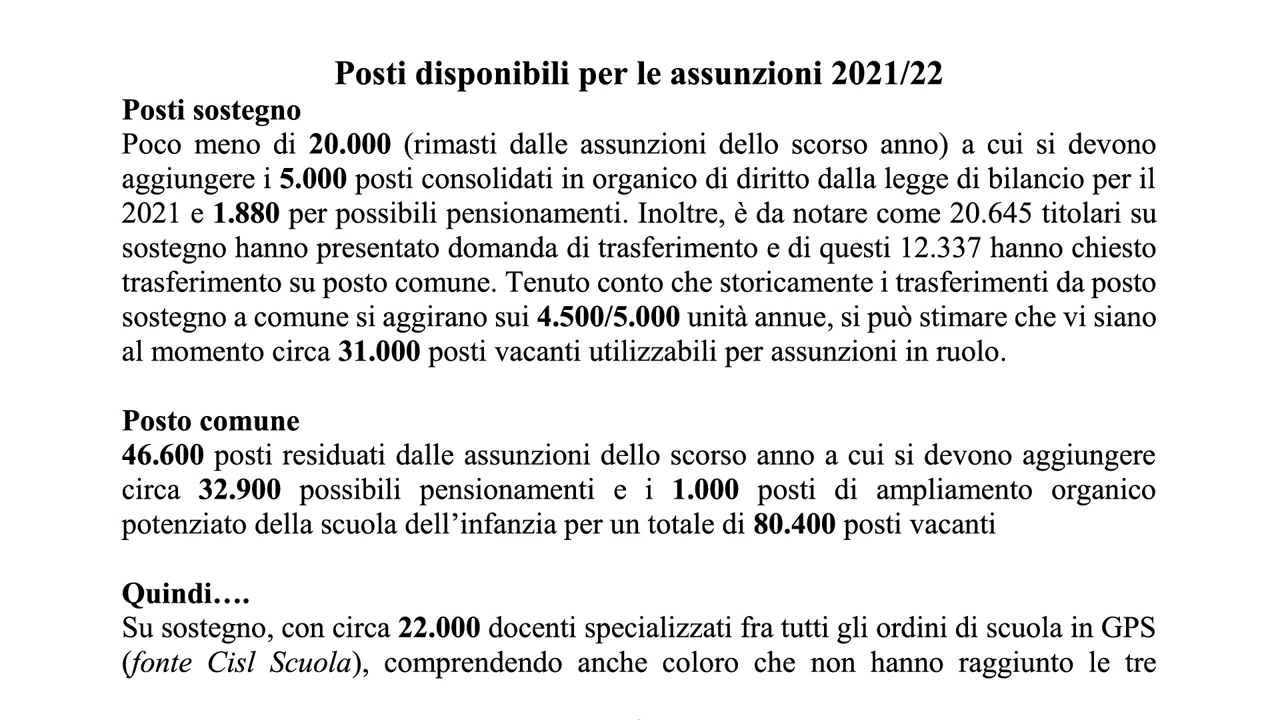 Posti disponibili per le assunzioni 2021/22
Posti sostegno
Poco meno di 20.000 (rimasti dalle assunzioni dello scorso anno) a cui si devono
aggiungere i 5.000 posti consolidati in organico di diritto dalla legge di bilancio per il
2021 e 1.880 per possibili pensionamenti. Inoltre, è da notare come 20.645 titolari su
sostegno hanno presentato domanda di trasferimento e di questi 12.337 hanno chiesto
trasferimento su posto comune. Tenuto conto che storicamente i trasferimenti da posto
sostegno a comune si aggirano sui 4.500/5.000 unità annue, si può stimare che vi siano
al momento circa 31.000 posti vacanti utilizzabili per assunzioni in ruolo.
Posto comune
46.600 posti residuati dalle assunzioni dello scorso anno a cui si devono aggiungere
circa 32.900 possibili pensionamenti e i 1.000 posti di ampliamento organico
potenziato della scuola dell’infanzia per un totale di 80.400 posti vacanti
Quindi….
Su sostegno, con circa 22.000 docenti specializzati fra tutti gli ordini di scuola in GPS
(fonte Cisl Scuola), comprendendo anche coloro che non hanno raggiunto le tre